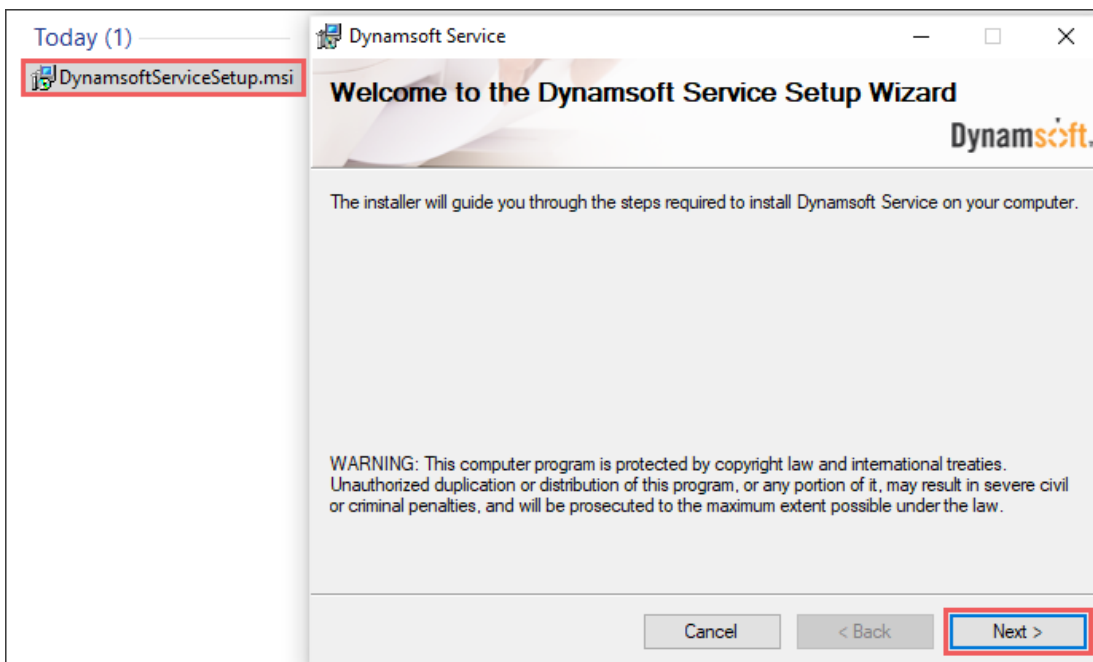 Today (1)
DynamsoftServiceSetup.msi
Dynamsoft Service
Welcome to the Dynamsoft Service Setup Wizard
Dynamsoft
The installer will guide you through the steps required to install Dynamsoft Service on your computer.
WARNING: This computer program is protected by copyright law and international treaties.
Unauthorized duplication or distribution of this program, or any portion of it, may result in severe civil
or criminal penalties, and will be prosecuted to the maximum extent possible under the law.
Cancel
< Back
Next >